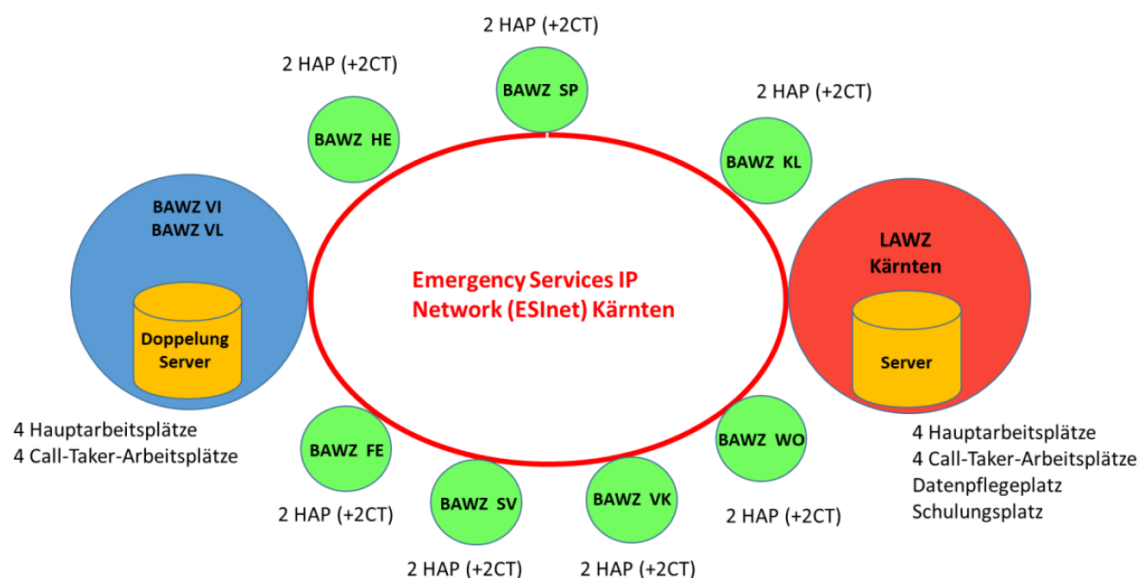 2 HAP (+2CT)
BAWZ SP
2 HAP (+2CT)
BAWZ HE
2 HAP (+2CT)
BAWZ KL
BAWZ VI
BAWZ VL
Doppelung
Server
4 Hauptarbeitsplätze
4 Call-Taker-Arbeitsplätze
Emergency Services IP
Network (ESInet) Kärnten
LAWZ
Kärnten
Server
4 Hauptarbeitsplätze
4 Call-Taker-Arbeitsplätze
Datenpflegeplatz
Schulungsplatz
BAWZ FE
2 HAP (+2CT)
BAWZ SV
2 HAP (+2CT)
BAWZ VK
2 HAP (+2CT)
BAWZ WO
2 HAP (+2CT)